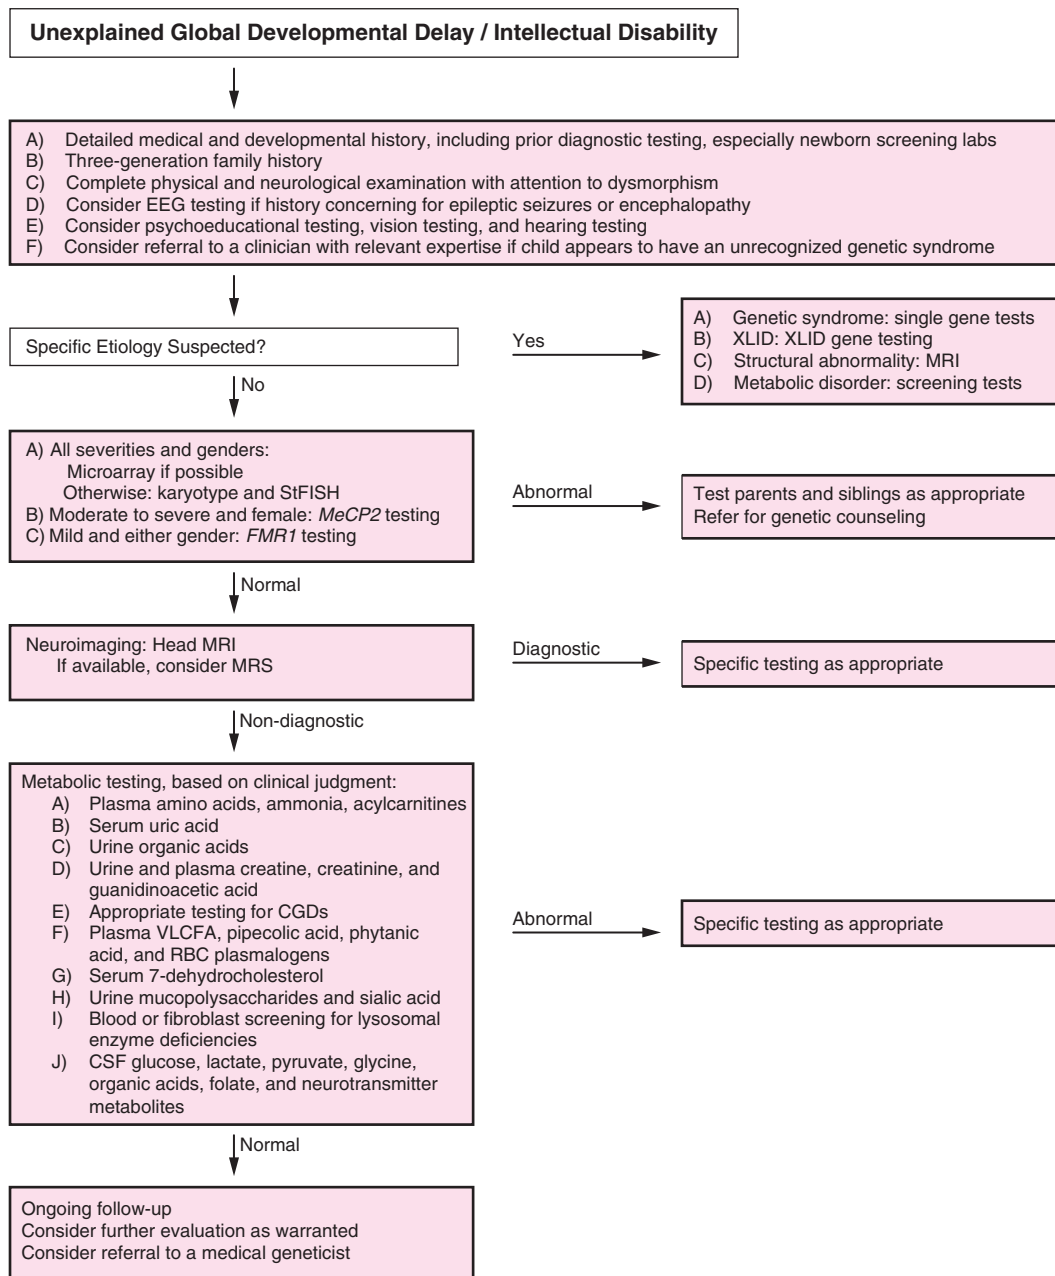 Unexplained Global Developmental Delay / Intellectual Disability
A) Detailed medical and developmental history, including prior diagnostic testing, especially newborn screening labs
B) Three-generation family history
C) Complete physical and neurological examination with attention to dysmorphism
D) Consider EEG testing if history concerning for epileptic seizures or encephalopathy
E) Consider psychoeducational testing, vision testing, and hearing testing
F) Consider referral to a clinician with relevant expertise if child appears to have an unrecognized genetic syndrome
Specific Etiology Suspected?
Yes
A) Genetic syndrome: single gene tests
B) XLID: XLID gene testing
C) Structural abnormality: MRI
D) Metabolic disorder: screening tests
No
A) All severities and genders:
Microarray if possible
Otherwise: karyotype and StFISH
B) Moderate to severe and female: MeCP2 testing
C) Mild and either gender: FMR1 testing
Abnormal
Test parents and siblings as appropriate
Refer for genetic counseling
Normal
Neuroimaging: Head MRI
If available, consider MRS
Diagnostic
Specific testing as appropriate
Non-diagnostic
Metabolic testing, based on clinical judgment:
A) Plasma amino acids, ammonia, acylcarnitines
B) Serum uric acid
C) Urine organic acids
D) Urine and plasma creatine, creatinine, and
guanidinoacetic acid
E) Appropriate testing for CGDs
F) Plasma VLCFA, pipecolic acid, phytanic
acid, and RBC plasmalogens
G) Serum 7-dehydrocholesterol
H) Urine mucopolysaccharides and sialic acid
I) Blood or fibroblast screening for lysosomal
enzyme deficiencies
J) CSF glucose, lactate, pyruvate, glycine,
organic acids, folate, and neurotransmitter
metabolites
Abnormal
Specific testing as appropriate
Normal
Ongoing follow-up
Consider further evaluation as warranted
Consider referral to a medical geneticist